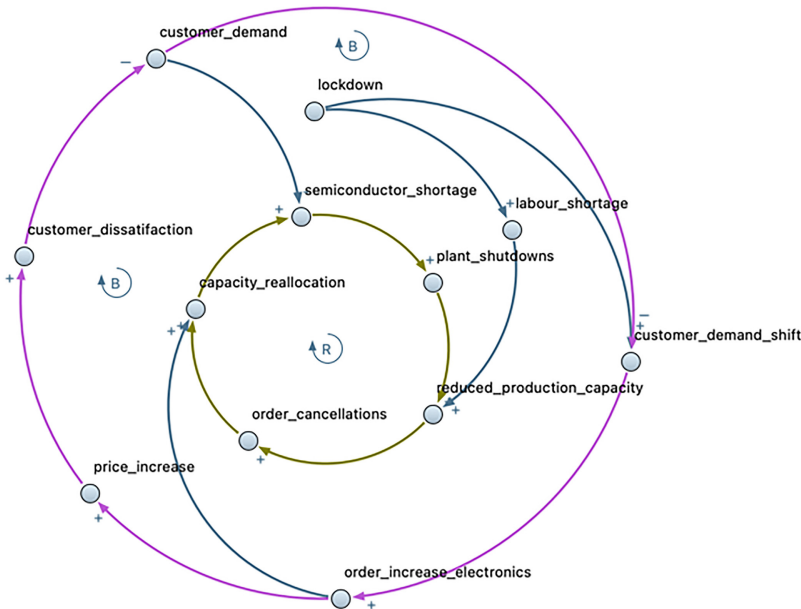 customer_demand
−
B
lockdown
semiconductor_shortage
+
+labour_shortage
customer_dissatifaction
+
+plant_shutdowns
B
capacity_reallocation
+
+
−
+
customer_demand_shift
R
reduced_production_capacity
+
order_cancellations
+
price_increase
+
order_increase_electronics
+